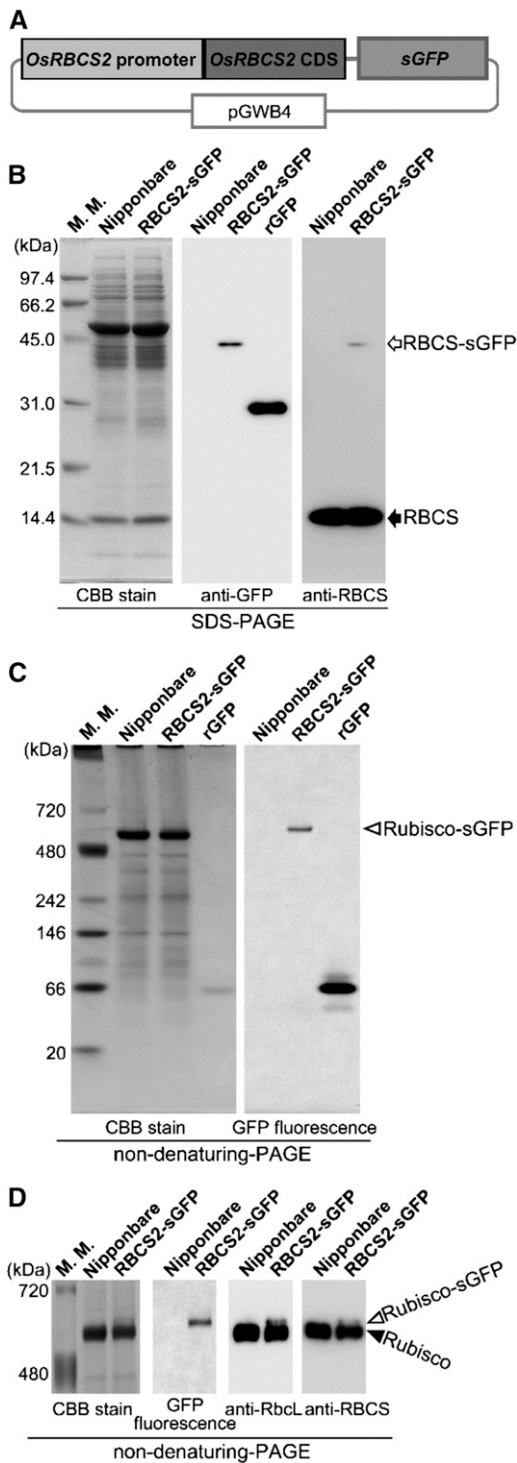 A
OsRBCS2 promoter OsRBCS2 CDS sGFP
pGWB4
B
M. M. Nipponbare RBCS2-sGFP Nipponbare RBCS2-sGFP rGFP Nipponbare RBCS2-sGFP
(kDa)
97.4
66.2
45.0 RBCS-sGFP
31.0
21.5
14.4 RBCS
CBB stain anti-GFP anti-RBCS
SDS-PAGE
C
M. M. Nipponbare RBCS2-sGFP rGFP Nipponbare RBCS2-sGFP rGFP
(kDa)
720 Rubisco-sGFP
480
242
146
66
20
CBB stain GFP fluorescence
non-denaturing-PAGE
D
M. M. Nipponbare RBCS2-sGFP Nipponbare RBCS2-sGFP Nipponbare RBCS2-sGFP Nipponbare RBCS2-sGFP
(kDa)
720 Rubisco-sGFP
Rubisco
480
CBB stain GFP fluorescence anti-RbcL anti-RBCS
non-denaturing-PAGE